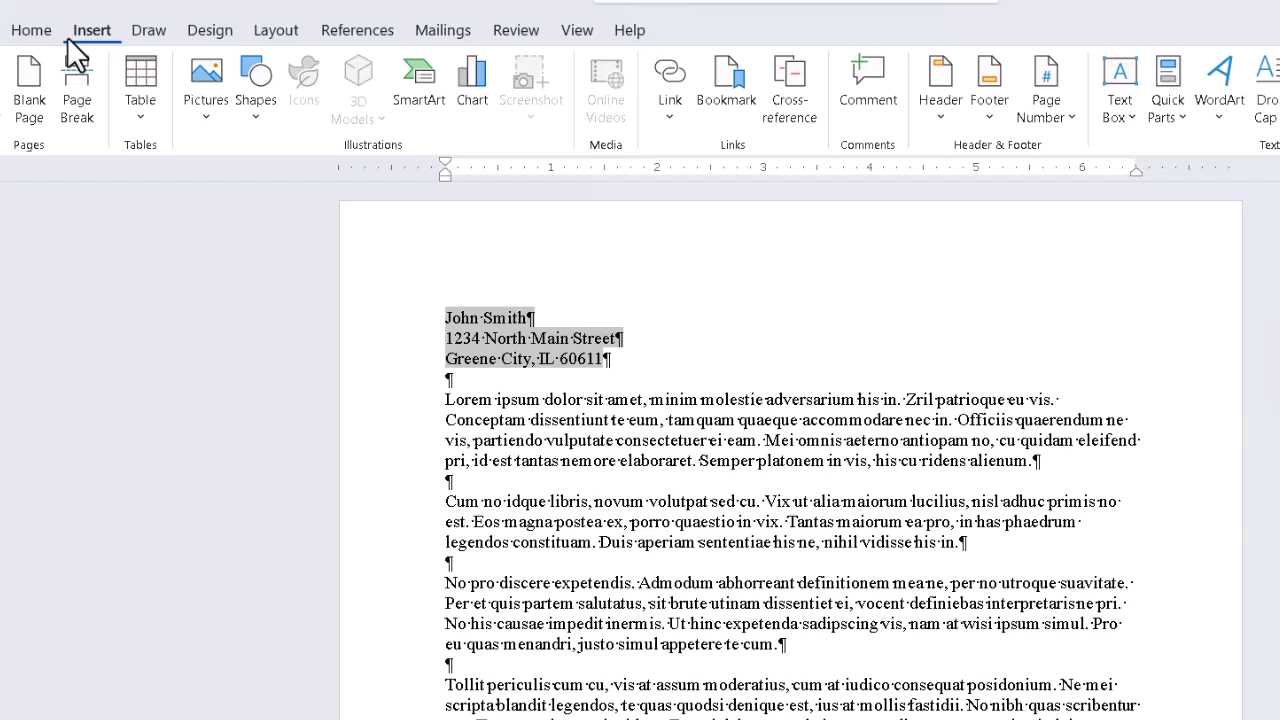 Home Insert Draw Design Layout References Mailings Review View Help
Blank Page
Page Break
Table
Pictures
Shapes
Icons
3D Models
SmartArt
Chart
Screenshot
Online Videos
Link
Bookmark
Cross-reference
Comment
Header
Footer
Page Number
Text Box
Quick Parts
WordArt
Pages Tables Illustrations Media Links Comments Header & Footer
1 2 3 4 5 6
John Smith¶
1234 North Main Street¶
Greene City, IL 60611¶
¶
Lorem ipsum dolor sit amet, minim molestie adversarium his in. Zril patrioque eu vis.
Conceptam dissentiunt te eum, tamquam quaeque accommodare nec in. Officiis quaerendum ne
vis, partiendo vulputate consectetuer ei eam. Mei omnis aeterno antiopam no, cu quidam eleifend
pri, id est tantas nemore elaboraret. Semper platonem in vis, his cu ridens alienum.¶
¶
Cum no idque libris, novum volutpat sed cu. Vix ut alia maiorum lucilius, nisl adhuc primis no
est. Eos magna postea ex, porro quaestio in vix. Tantas maiorum ea pro, in has phaedrum
legendos constituam. Duis aperiam sententiae his ne, nihil vidisse his in.¶
¶
No pro discere expetendis. Admodum abhorreant definitionem mea ne, per no utroque suavitate.
Per et quis partem salutatus, sit brute utinam dissentiet ei, vocent definiebas interpretaris ne pri.
No his causae impedit inermis. Ut hinc expetenda sadipscing vis, nam at wisi ipsum simul. Pro
eu quas menandri, justo simul appetere te cum.¶
¶
Tollit periculis cum cu, vis at assum moderatius, cum at iudico consequat posidonium. Ne mei
scripta blandit legendos, te quas quodsi denique est, ius at mollis fastidii. No nibh quas scribentur